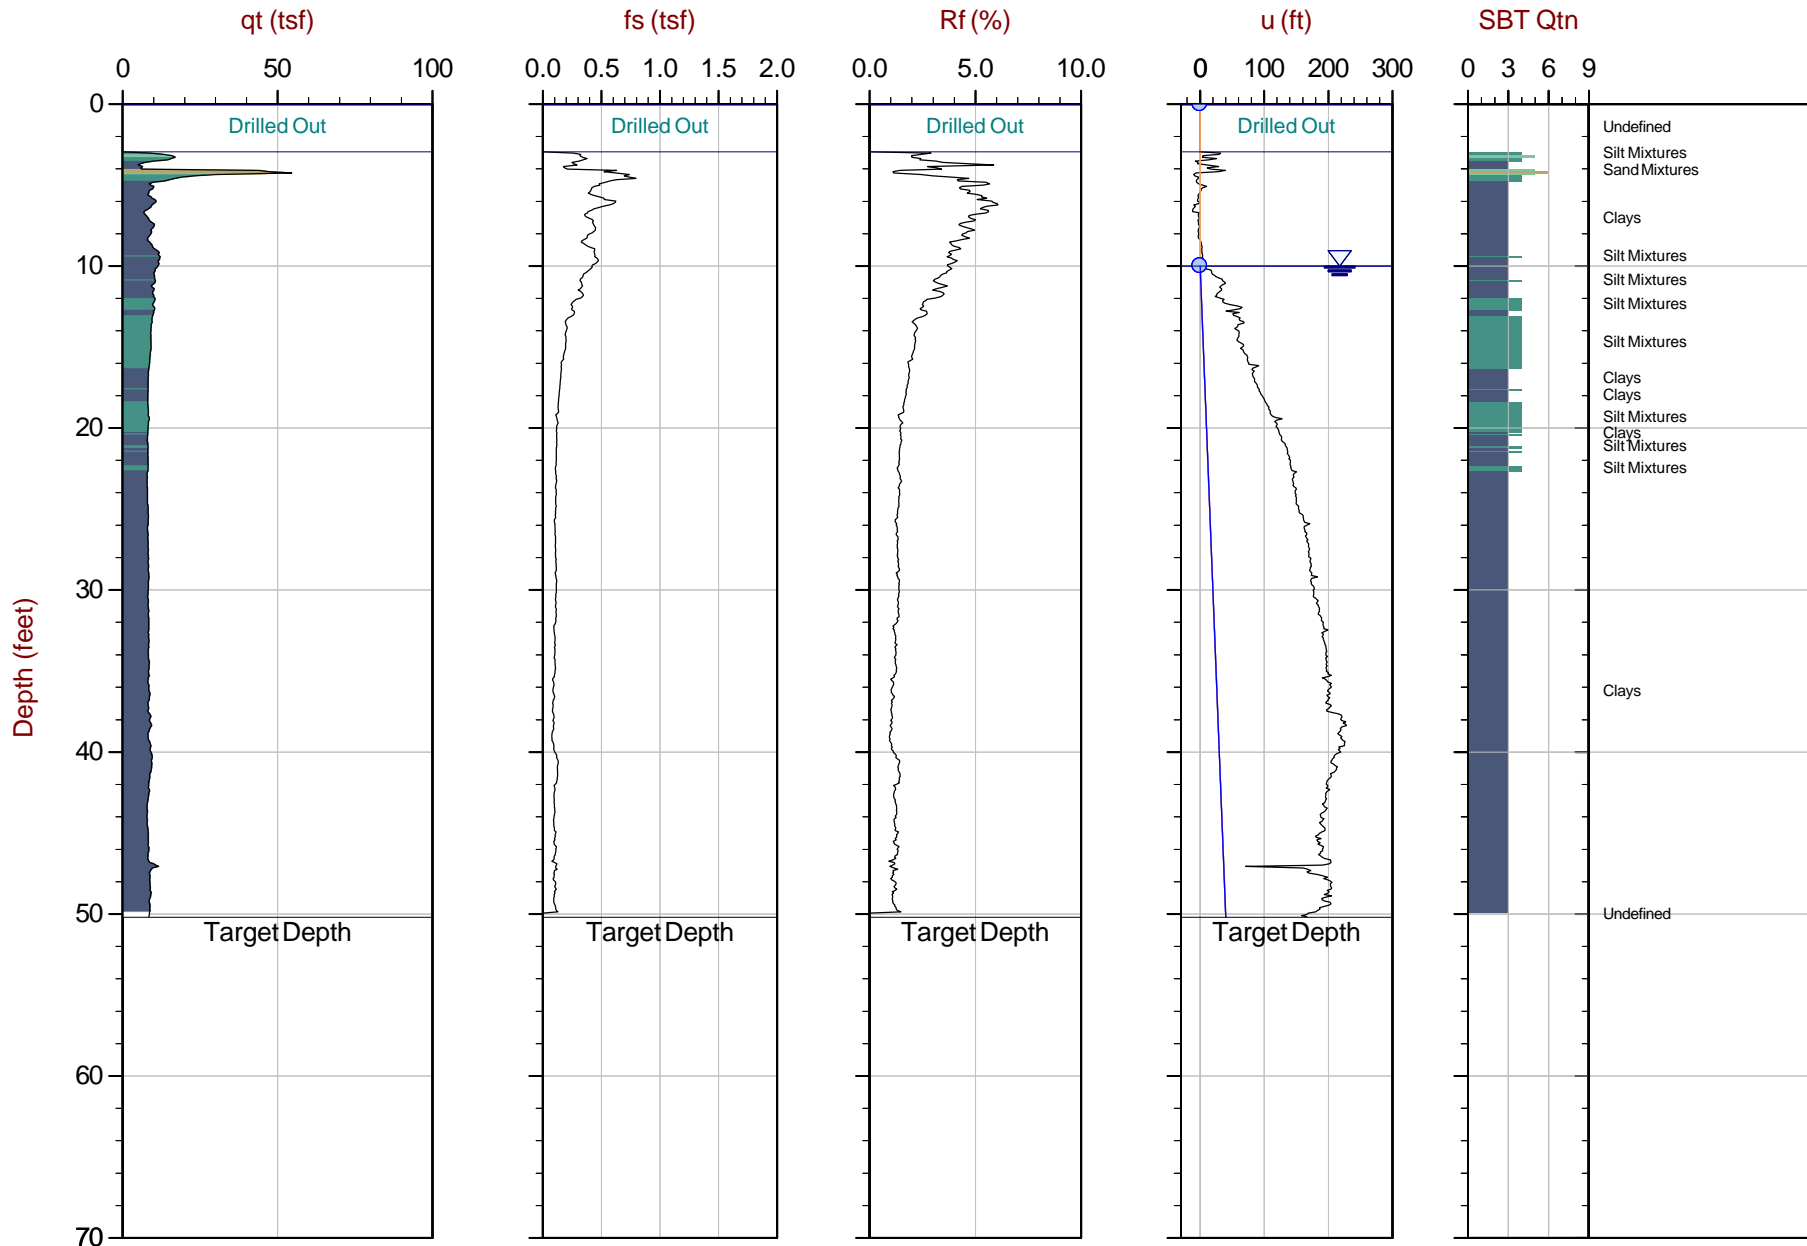 qt (tsf)
fs (tsf)
Rf (%)
u (ft)
SBT Qtn
0 50 100
0.0 0.5 1.0 1.5 2.0
0.0 5.0 10.0
0 100 200 300
0 3 6 9
Depth (feet)
0
10
20
30
40
50
60
70
Drilled Out
Drilled Out
Drilled Out
Drilled Out
Undefined
Silt Mixtures
Sand Mixtures
Clays
Silt Mixtures
Silt Mixtures
Silt Mixtures
Silt Mixtures
Clays
Clays
Silt Mixtures
Clays
Silt Mixtures
Silt Mixtures
Clays
Undefined
Target Depth
Target Depth
Target Depth
Target Depth